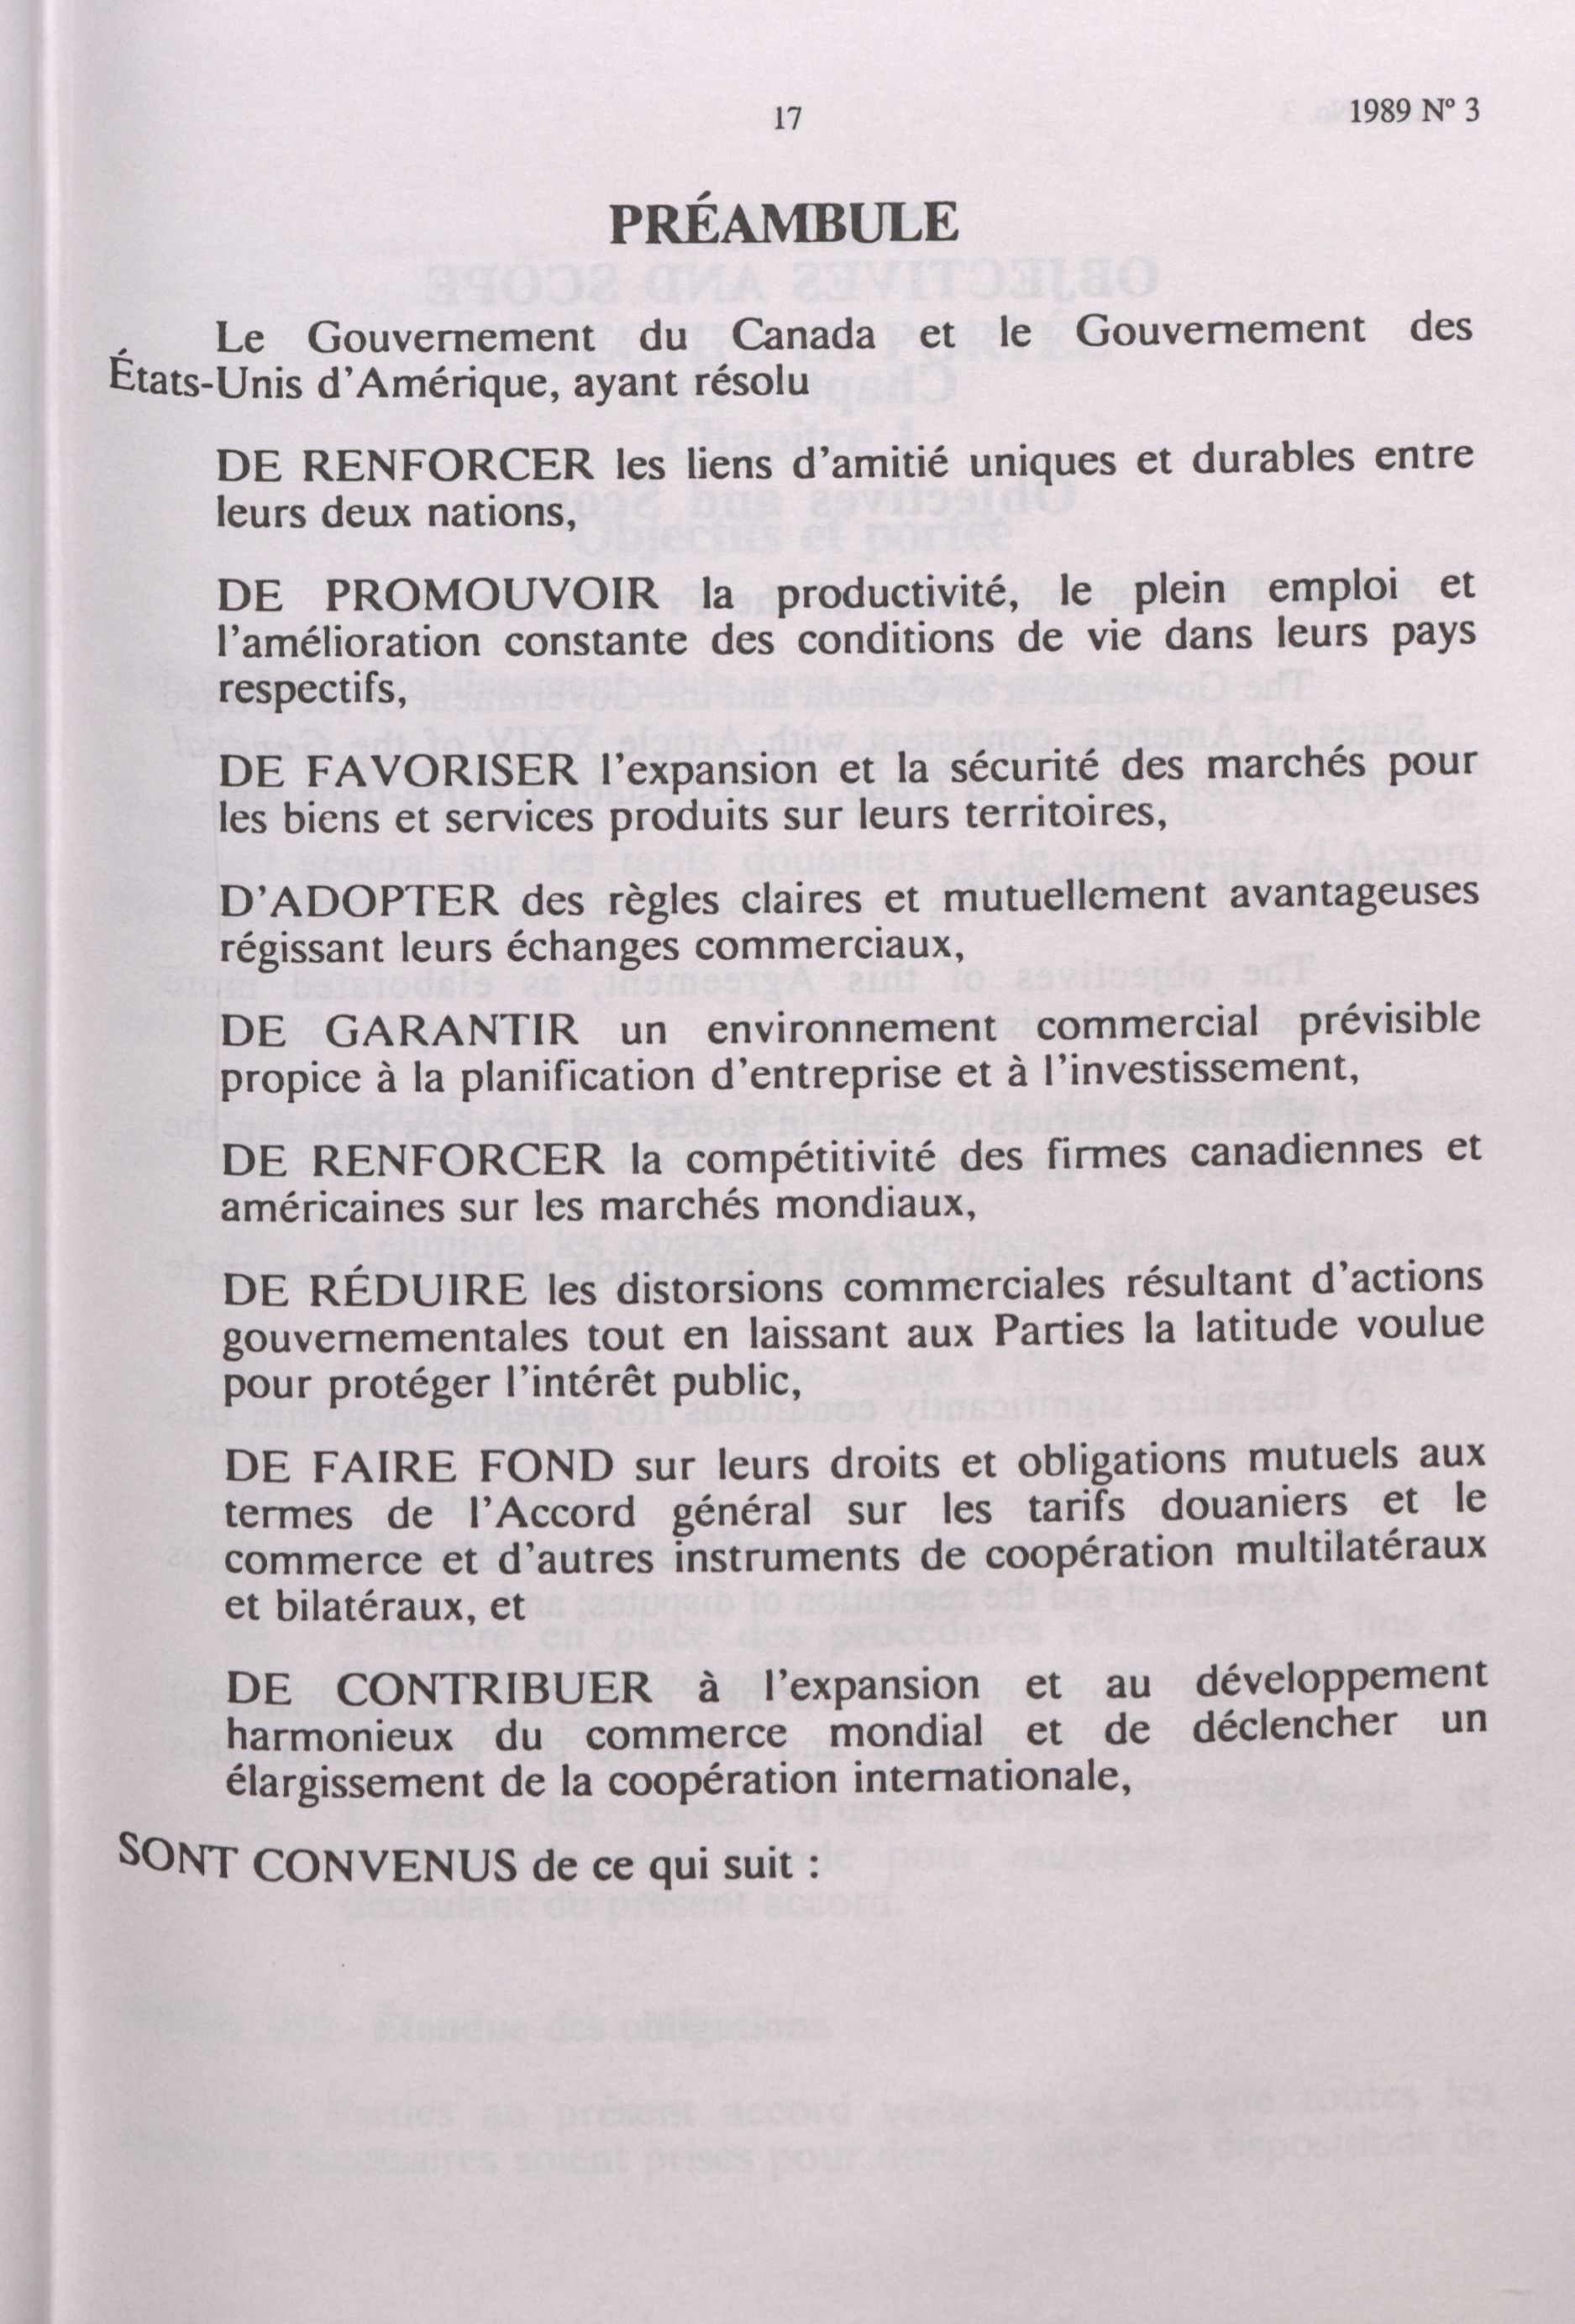 17
1989 Nº 3
PRÉAMBULE
Le Gouvernement du Canada et le Gouvernement des
États-Unis d'Amérique, ayant résolu
DE RENFORCER les liens d'amitié uniques et durables entre
leurs deux nations,
DE PROMOUVOIR la productivité, le plein emploi et
l'amélioration constante des conditions de vie dans leurs pays
respectifs,
DE FAVORISER l'expansion et la sécurité des marchés pour
les biens et services produits sur leurs territoires,
D'ADOPTER des règles claires et mutuellement avantageuses
régissant leurs échanges commerciaux,
DE GARANTIR un environnement commercial prévisible
propice à la planification d'entreprise et à l'investissement,
DE RENFORCER la compétitivité des firmes canadiennes et
américaines sur les marchés mondiaux,
DE RÉDUIRE les distorsions commerciales résultant d'actions
gouvernementales tout en laissant aux Parties la latitude voulue
pour protéger l'intérêt public,
DE FAIRE FOND sur leurs droits et obligations mutuels aux
termes de l'Accord général sur les tarifs douaniers et le
commerce et d'autres instruments de coopération multilatéraux
et bilatéraux, et
DE CONTRIBUER à l'expansion et au développement
harmonieux du commerce mondial et de déclencher un
élargissement de la coopération internationale,
SONT CONVENUS de ce qui suit :